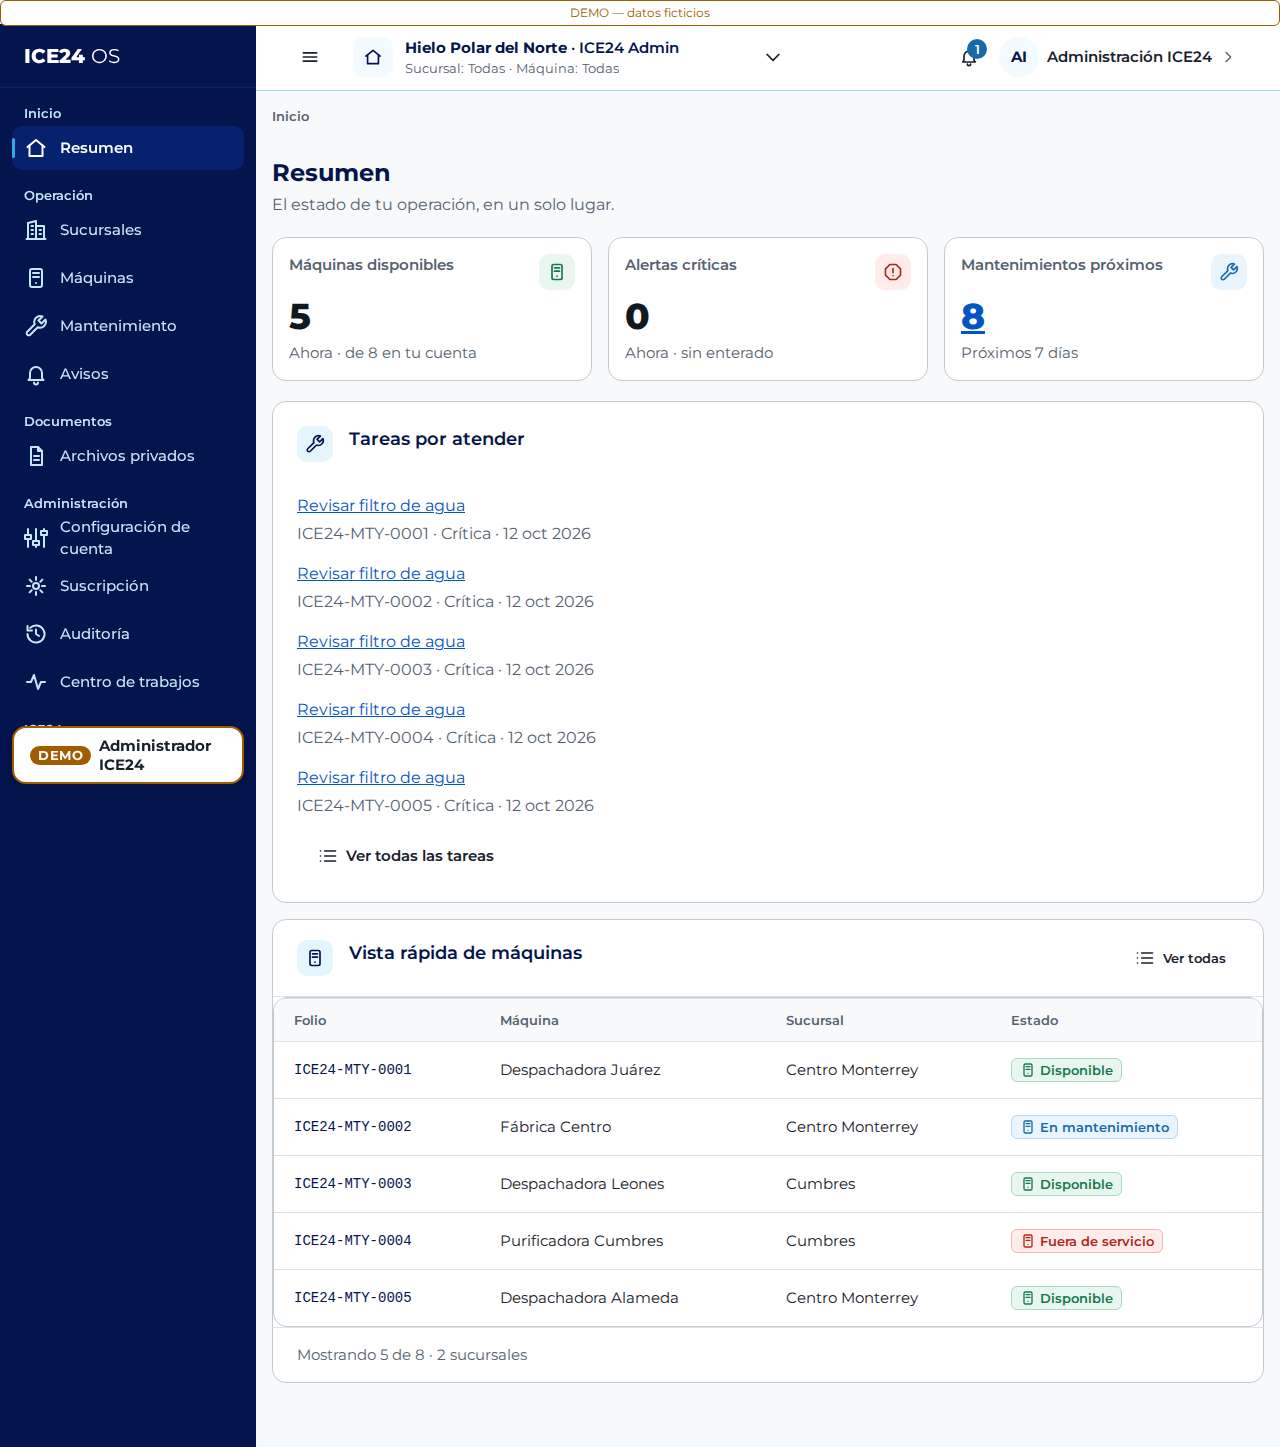 DEMO — datos ficticios
ICE24 OS
Inicio
Resumen
Operación
Sucursales
Máquinas
Mantenimiento
Avisos
Documentos
Archivos privados
Administración
Configuración de
cuenta
Suscripción
Auditoría
Centro de trabajos
DEMO
Administrador
ICE24
Hielo Polar del Norte · ICE24 Admin
Sucursal: Todas · Máquina: Todas
1
AI
Administración ICE24
Inicio
Resumen
El estado de tu operación, en un solo lugar.
Máquinas disponibles
5
Ahora · de 8 en tu cuenta
Alertas críticas
0
Ahora · sin enterado
Mantenimientos próximos
8
Próximos 7 días
Tareas por atender
Revisar filtro de agua
ICE24-MTY-0001 · Crítica · 12 oct 2026
Revisar filtro de agua
ICE24-MTY-0002 · Crítica · 12 oct 2026
Revisar filtro de agua
ICE24-MTY-0003 · Crítica · 12 oct 2026
Revisar filtro de agua
ICE24-MTY-0004 · Crítica · 12 oct 2026
Revisar filtro de agua
ICE24-MTY-0005 · Crítica · 12 oct 2026
Ver todas las tareas
Vista rápida de máquinas
Ver todas
Folio Máquina Sucursal Estado
ICE24-MTY-0001 Despachadora Juárez Centro Monterrey Disponible
ICE24-MTY-0002 Fábrica Centro Centro Monterrey En mantenimiento
ICE24-MTY-0003 Despachadora Leones Cumbres Disponible
ICE24-MTY-0004 Purificadora Cumbres Cumbres Fuera de servicio
ICE24-MTY-0005 Despachadora Alameda Centro Monterrey Disponible
Mostrando 5 de 8 · 2 sucursales